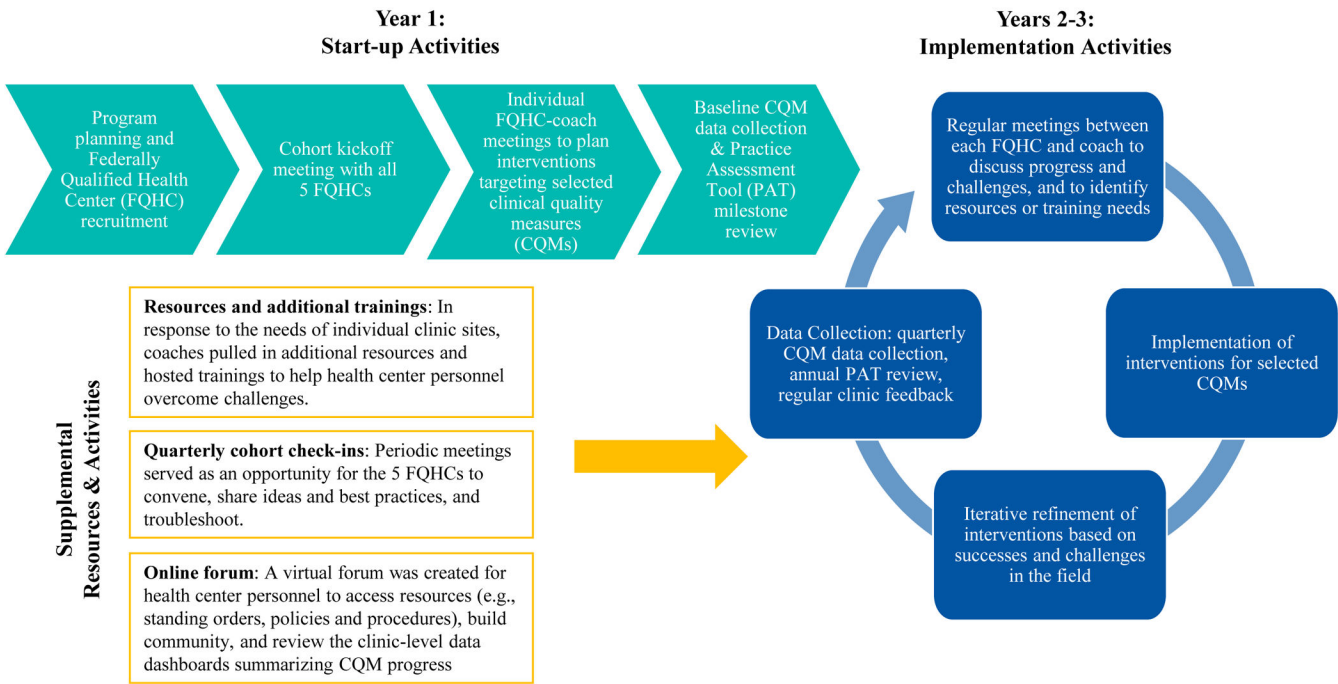 Year 1:
Start-up Activities
Years 2-3:
Implementation Activities
Program
planning and
Federally
Qualified Health
Center (FQHC)
recruitment
Cohort kickoff
meeting with all
5 FQHCs
Individual
FQHC-coach
meetings to plan
interventions
targeting selected
clinical quality
measures
(CQMs)
Baseline CQM
data collection
& Practice
Assessment
Tool (PAT)
milestone
review
Regular meetings between
each FQHC and coach to
discuss progress and
challenges, and to identify
resources or training needs
Implementation of
interventions for selected
CQMs
Iterative refinement of
interventions based on
successes and challenges
in the field
Data Collection: quarterly
CQM data collection,
annual PAT review,
regular clinic feedback
Supplemental
Resources & Activities
Resources and additional trainings: In
response to the needs of individual clinic sites,
coaches pulled in additional resources and
hosted trainings to help health center personnel
overcome challenges.
Quarterly cohort check-ins: Periodic meetings
served as an opportunity for the 5 FQHCs to
convene, share ideas and best practices, and
troubleshoot.
Online forum: A virtual forum was created for
health center personnel to access resources (e.g.,
standing orders, policies and procedures), build
community, and review the clinic-level data
dashboards summarizing CQM progress